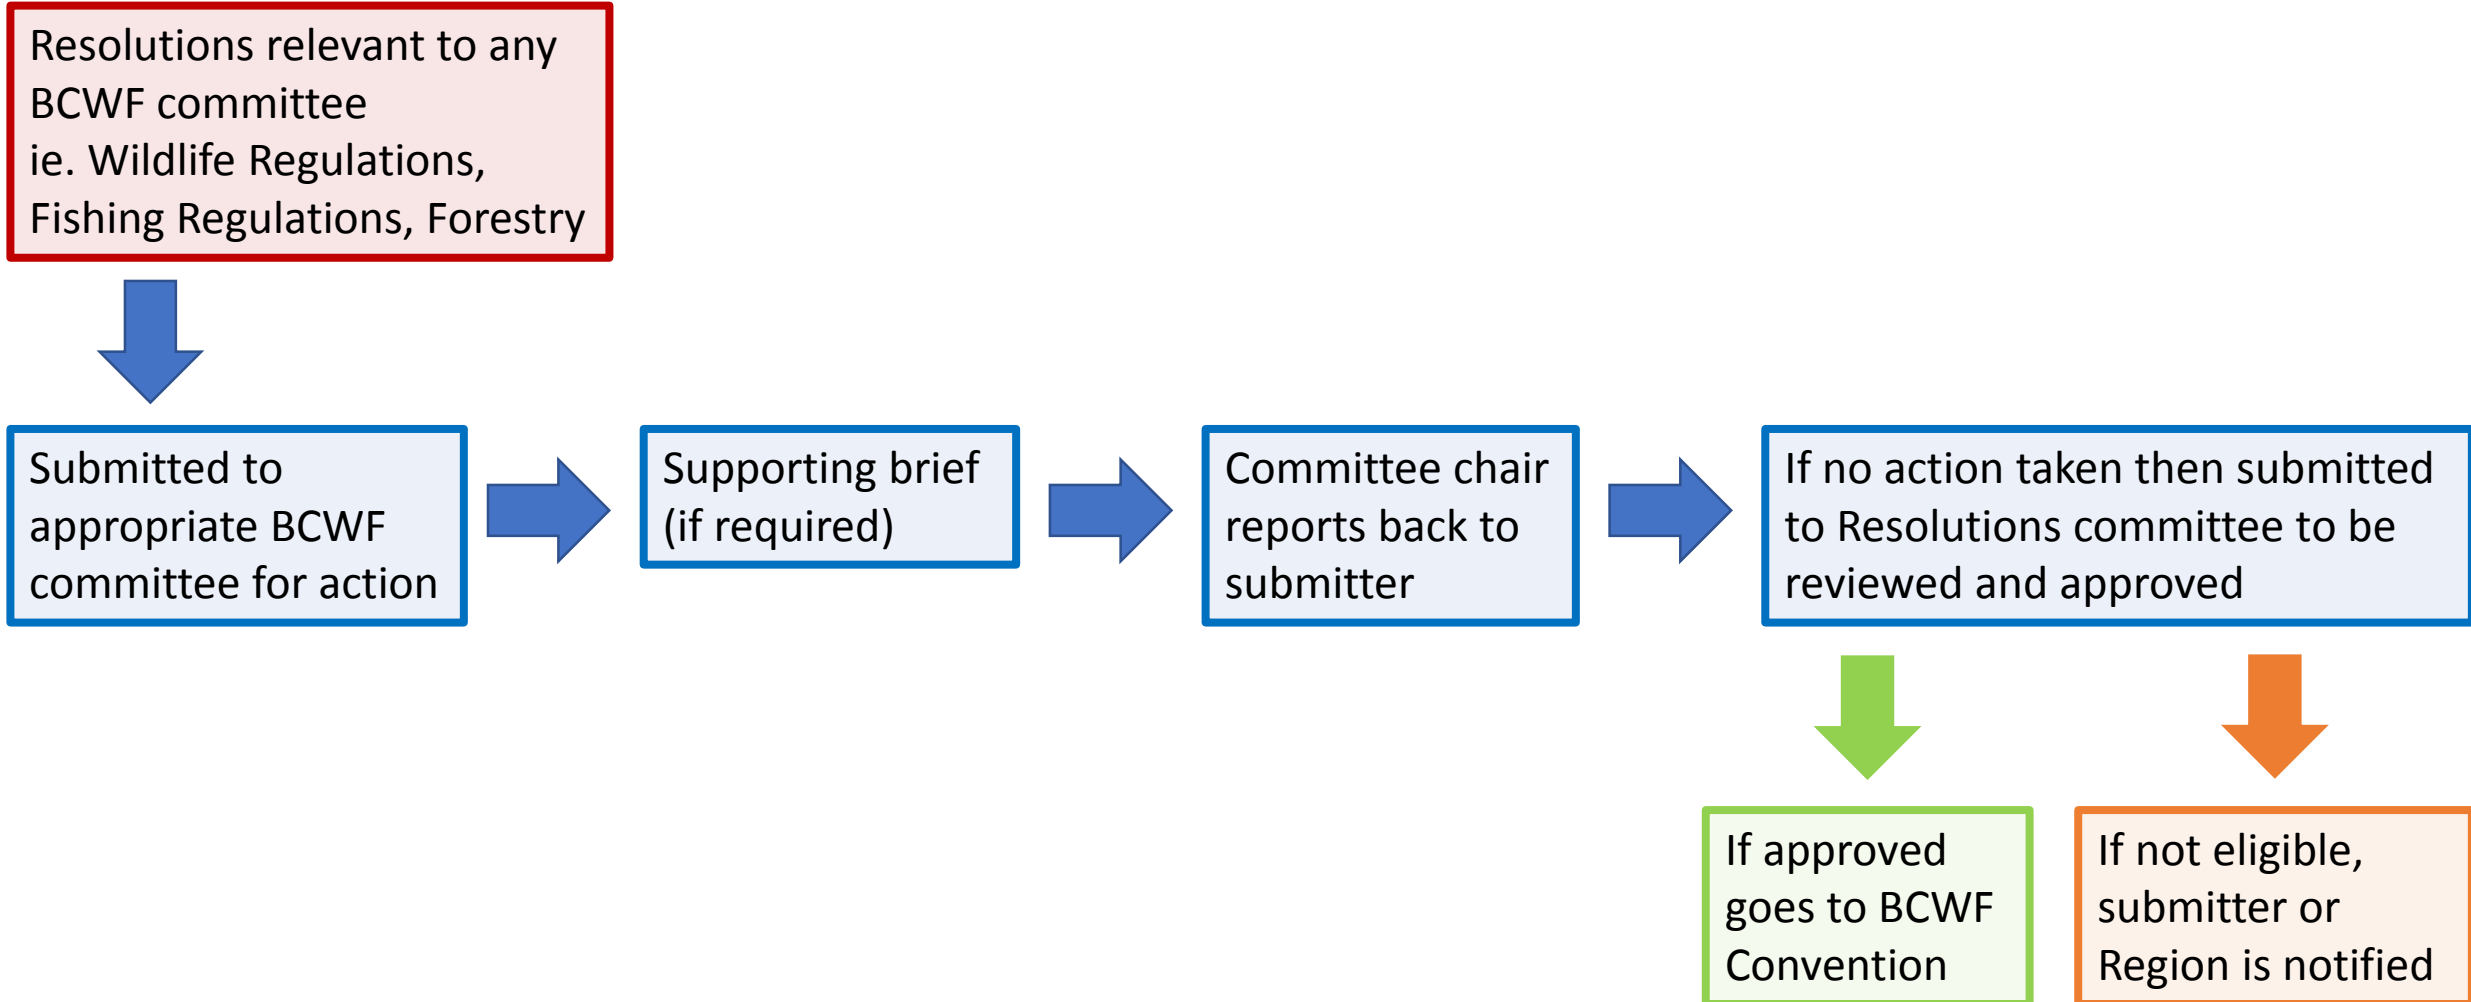 Resolutions relevant to any
BCWF committee
ie. Wildlife Regulations,
Fishing Regulations, Forestry
Submitted to
appropriate BCWF
committee for action
Supporting brief
(if required)
Committee chair
reports back to
submitter
If no action taken then submitted
to Resolutions committee to be
reviewed and approved
If approved
goes to BCWF
Convention
If not eligible,
submitter or
Region is notified